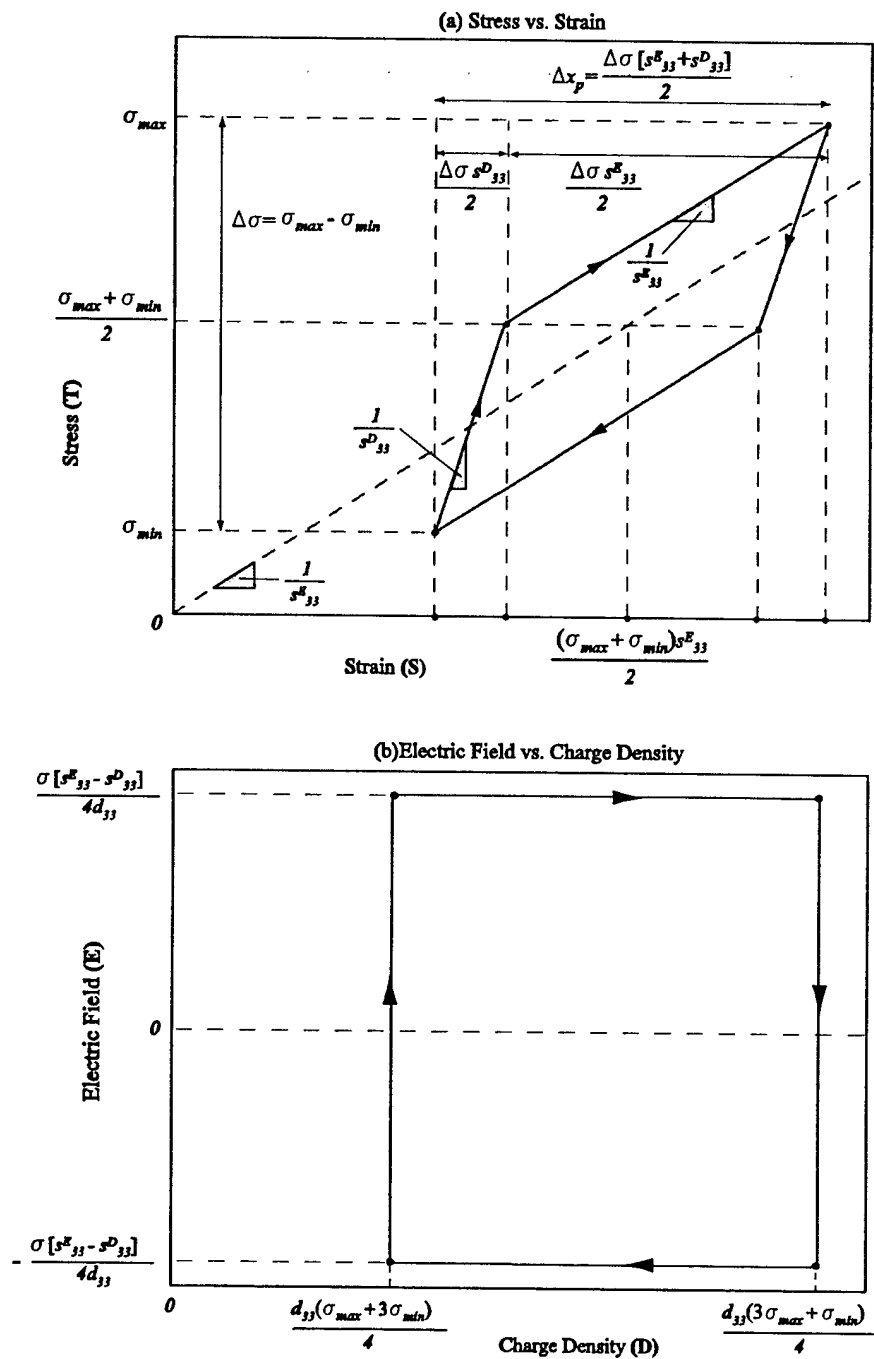 (a) Stress vs. Strain
Δx_p = Δσ [s^E_33 + s^D_33] / 2
σ_max
Δσ s^D_33 / 2
Δσ s^E_33 / 2
Δσ = σ_max - σ_min
1 / s^E_33
σ_max + σ_min / 2
Stress (T)
1 / s^D_33
σ_min
1 / s^E_33
0
Strain (S)
(σ_max + σ_min)s^E_33 / 2
(b)Electric Field vs. Charge Density
σ [s^E_33 - s^D_33] / 4d_33
Electric Field (E)
0
- σ [s^E_33 - s^D_33] / 4d_33
0
d_33(σ_max + 3σ_min) / 4
d_33(3σ_max + σ_min) / 4
Charge Density (D)